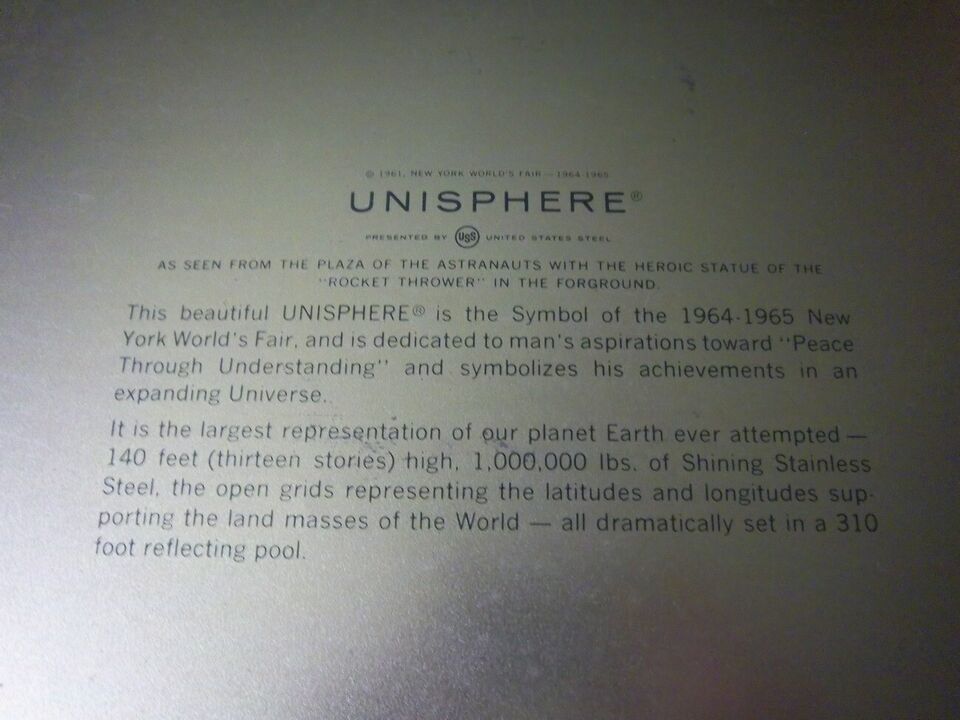 © 1961, NEW YORK WORLD'S FAIR — 1964-1965
UNISPHERE®
PRESENTED BY USS UNITED STATES STEEL
AS SEEN FROM THE PLAZA OF THE ASTRANAUTS WITH THE HEROIC STATUE OF THE
"ROCKET THROWER" IN THE FORGROUND.
This beautiful UNISPHERE® is the Symbol of the 1964-1965 New
York World's Fair, and is dedicated to man's aspirations toward "Peace
Through Understanding" and symbolizes his achievements in an
expanding Universe.
It is the largest representation of our planet Earth ever attempted —
140 feet (thirteen stories) high, 1,000,000 lbs. of Shining Stainless
Steel, the open grids representing the latitudes and longitudes sup-
porting the land masses of the World — all dramatically set in a 310
foot reflecting pool.